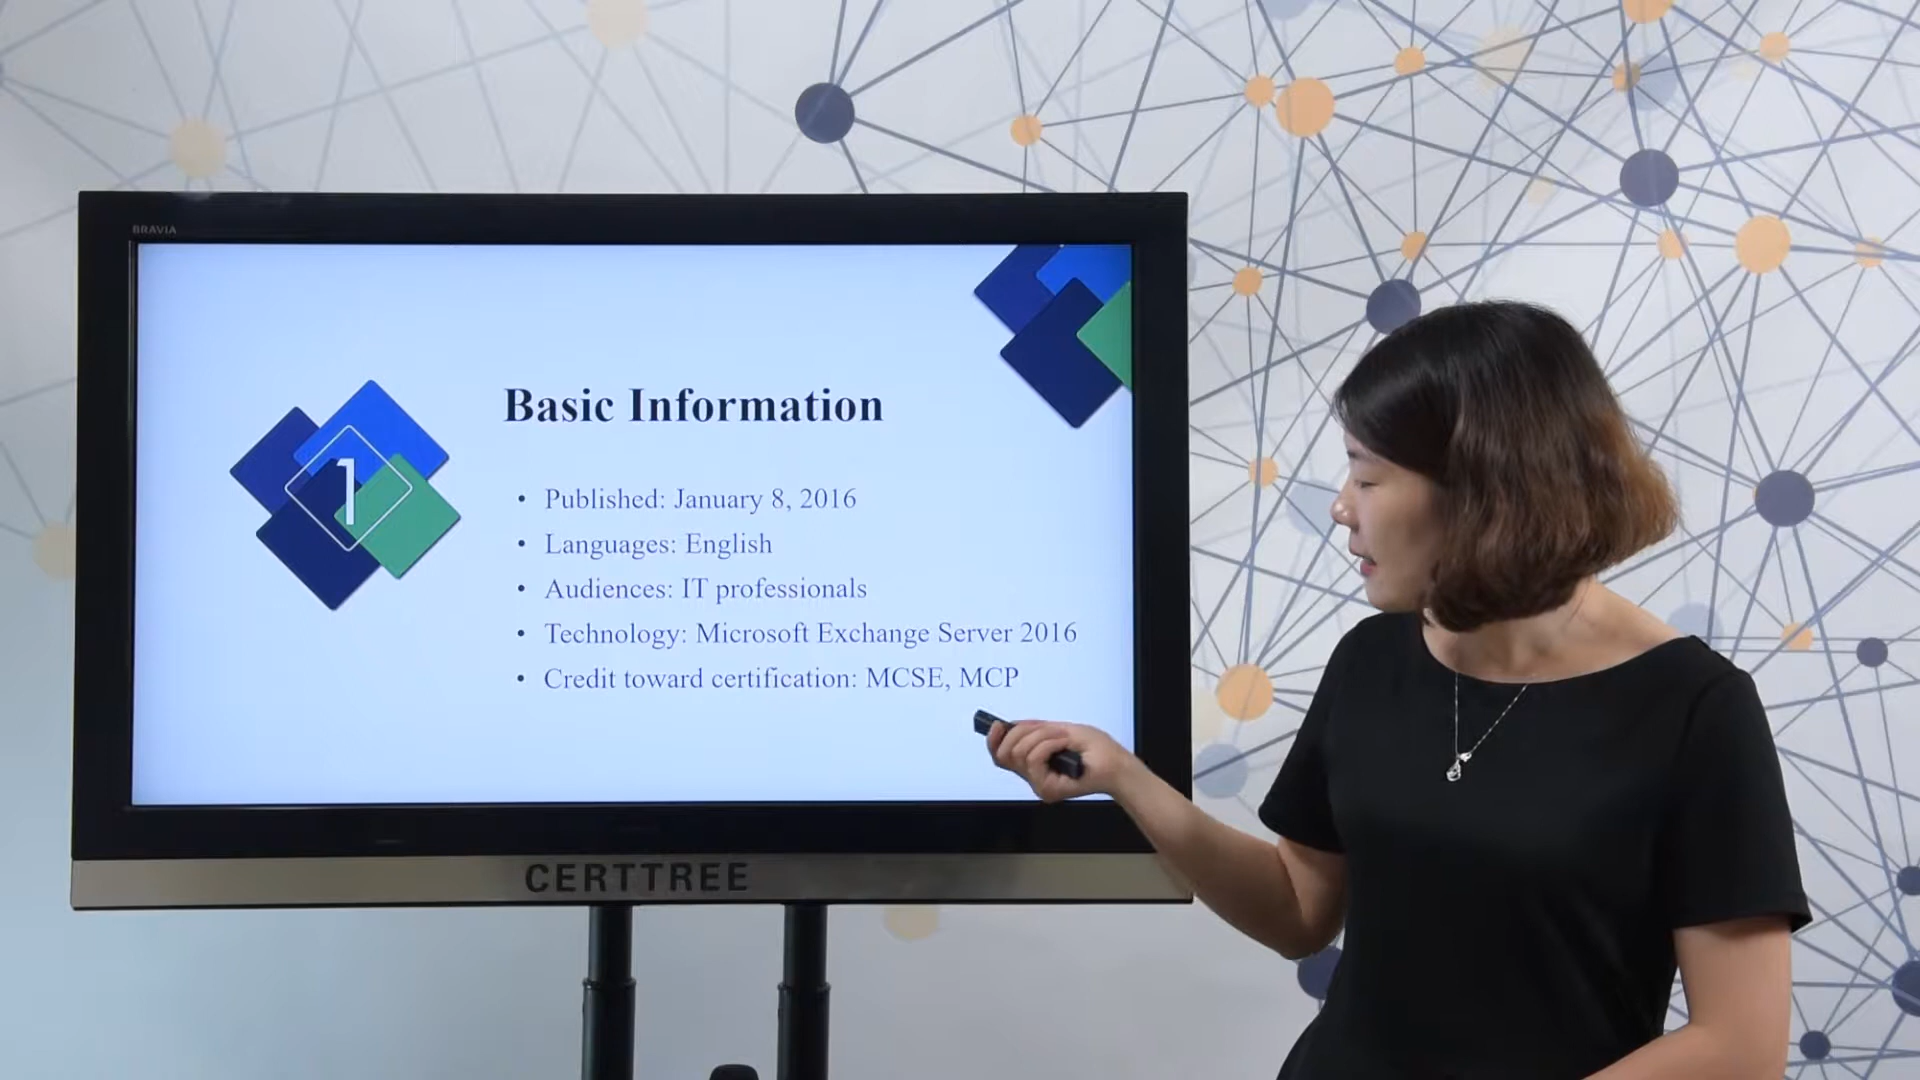 BRAVIA
1
Basic Information
• Published: January 8, 2016
• Languages: English
• Audiences: IT professionals
• Technology: Microsoft Exchange Server 2016
• Credit toward certification: MCSE, MCP
CERTTREE